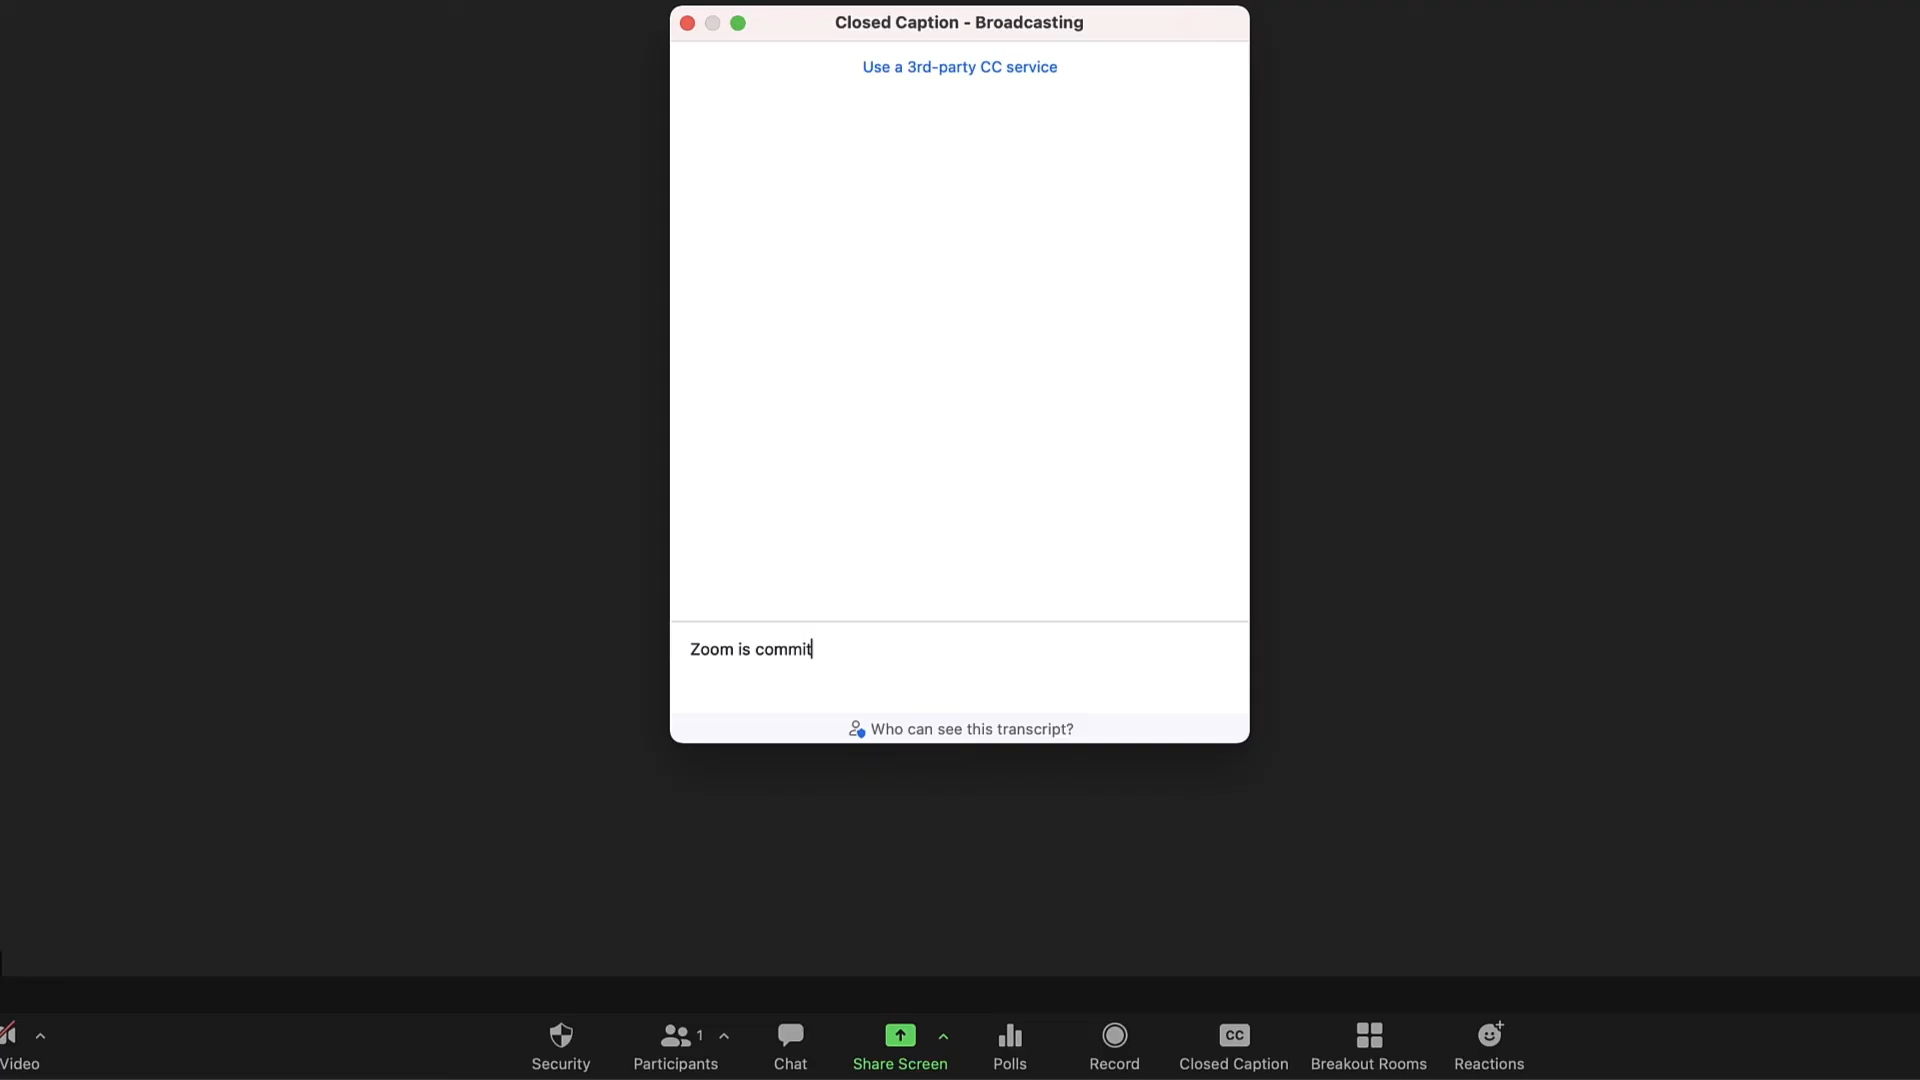 Closed Caption - Broadcasting
Use a 3rd-party CC service
Zoom is commit
Who can see this transcript?
Video
Security
1
Participants
Chat
Share Screen
Polls
Record
CC
Closed Caption
Breakout Rooms
Reactions